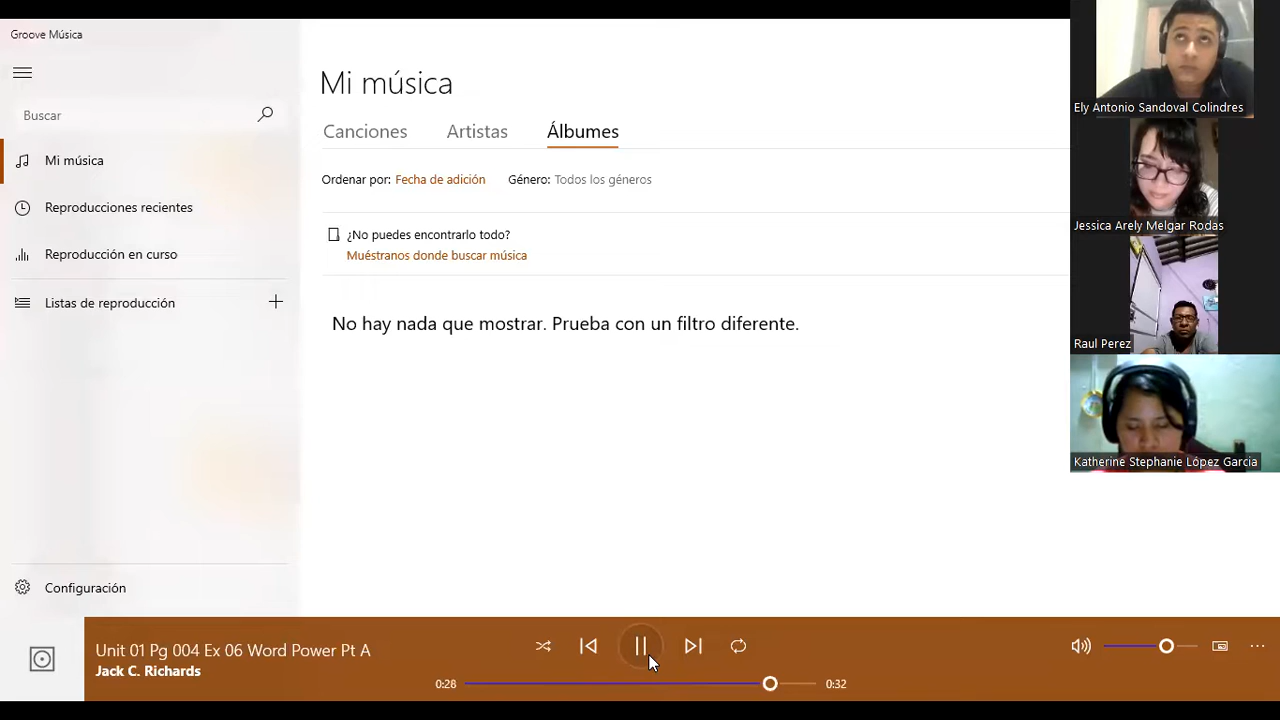 Groove Música
Buscar
Mi música
Reproducciones recientes
Reproducción en curso
Listas de reproducción
Configuración
Mi música
Canciones Artistas Álbumes
Ordenar por: Fecha de adición Género: Todos los géneros
¿No puedes encontrarlo todo?
Muéstranos donde buscar música
No hay nada que mostrar. Prueba con un filtro diferente.
Ely Antonio Sandoval Colindres
Jessica Arely Melgar Rodas
Raul Perez
Katherine Stephanie López Garcia
Unit 01 Pg 004 Ex 06 Word Power Pt A
Jack C. Richards
0:28
0:32